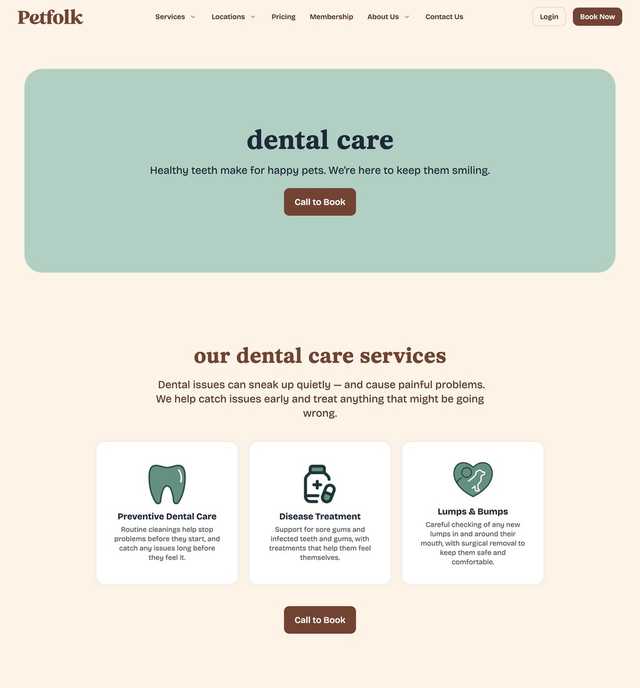 Petfolk
Services
Locations
Pricing
Membership
About Us
Contact Us
Login
Book Now
dental care
Healthy teeth make for happy pets. We're here to keep them smiling.
Call to Book
our dental care services
Dental issues can sneak up quietly — and cause painful problems.
We help catch issues early and treat anything that might be going
wrong.
Preventive Dental Care
Routine cleanings help stop
problems before they start, and
catch any issues long before
they feel it.
Disease Treatment
Support for sore gums and
infected teeth and gums, with
treatments that help them feel
themselves.
Lumps & Bumps
Careful checking of any new
lumps in and around their
mouth, with surgical removal to
keep them safe and
comfortable.
Call to Book